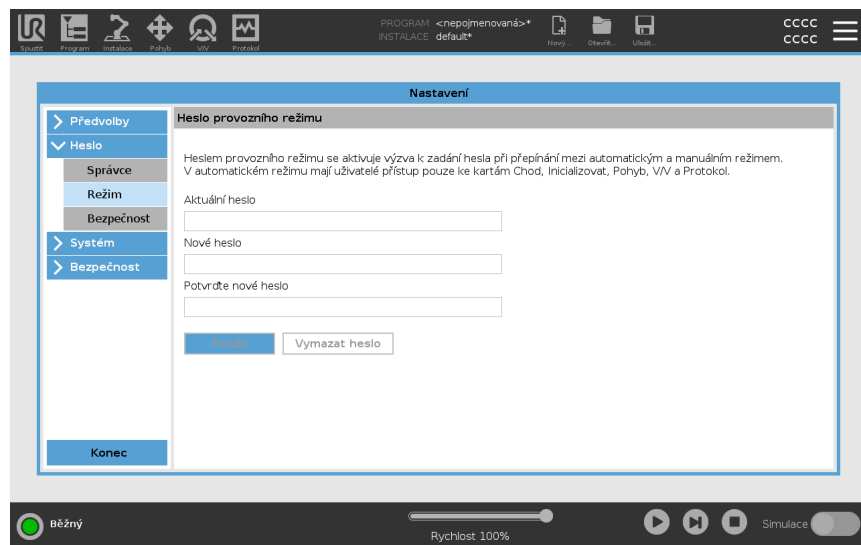 PROGRAM <nepojmenovaná>*
INSTALACE default*
CCCC
CCCC
Spustit Program Instalace Pohyb V/V Protokol Nový... Otevřít... Uložit...
Nastavení
Předvolby
Heslo
Správce
Režim
Bezpečnost
Systém
Bezpečnost
Konec
Heslo provozního režimu
Heslem provozního režimu se aktivuje výzva k zadání hesla při přepínání mezi automatickým a manuálním režimem.
V automatickém režimu mají uživatelé přístup pouze ke kartám Chod, Inicializovat, Pohyb, V/V a Protokol.
Aktuální heslo
Nové heslo
Potvrďte nové heslo
Použít Vymazat heslo
Běžný
Rychlost 100%
Simulace